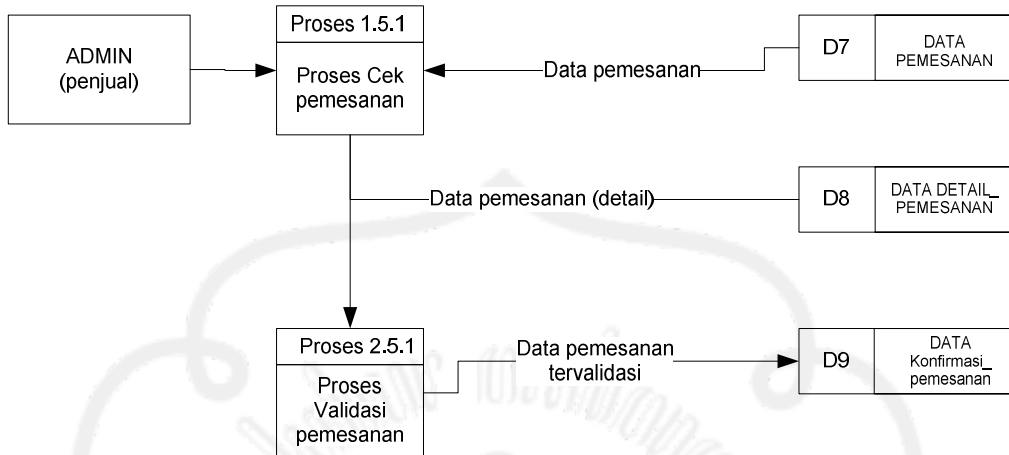 ADMIN
(penjual)
Proses 1.5.1
Proses Cek
pemesanan
Data pemesanan
D7
DATA
PEMESANAN
Data pemesanan (detail)
D8
DATA DETAIL_
PEMESANAN
Proses 2.5.1
Proses
Validasi
pemesanan
Data pemesanan
tervalidasi
D9
DATA
Konfirmasi_
pemesanan